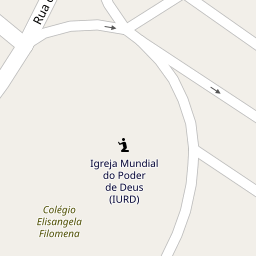 Rua
Igreja Mundial
do Poder
de Deus
(IURD)
Colégio
Elisangela
Filomena